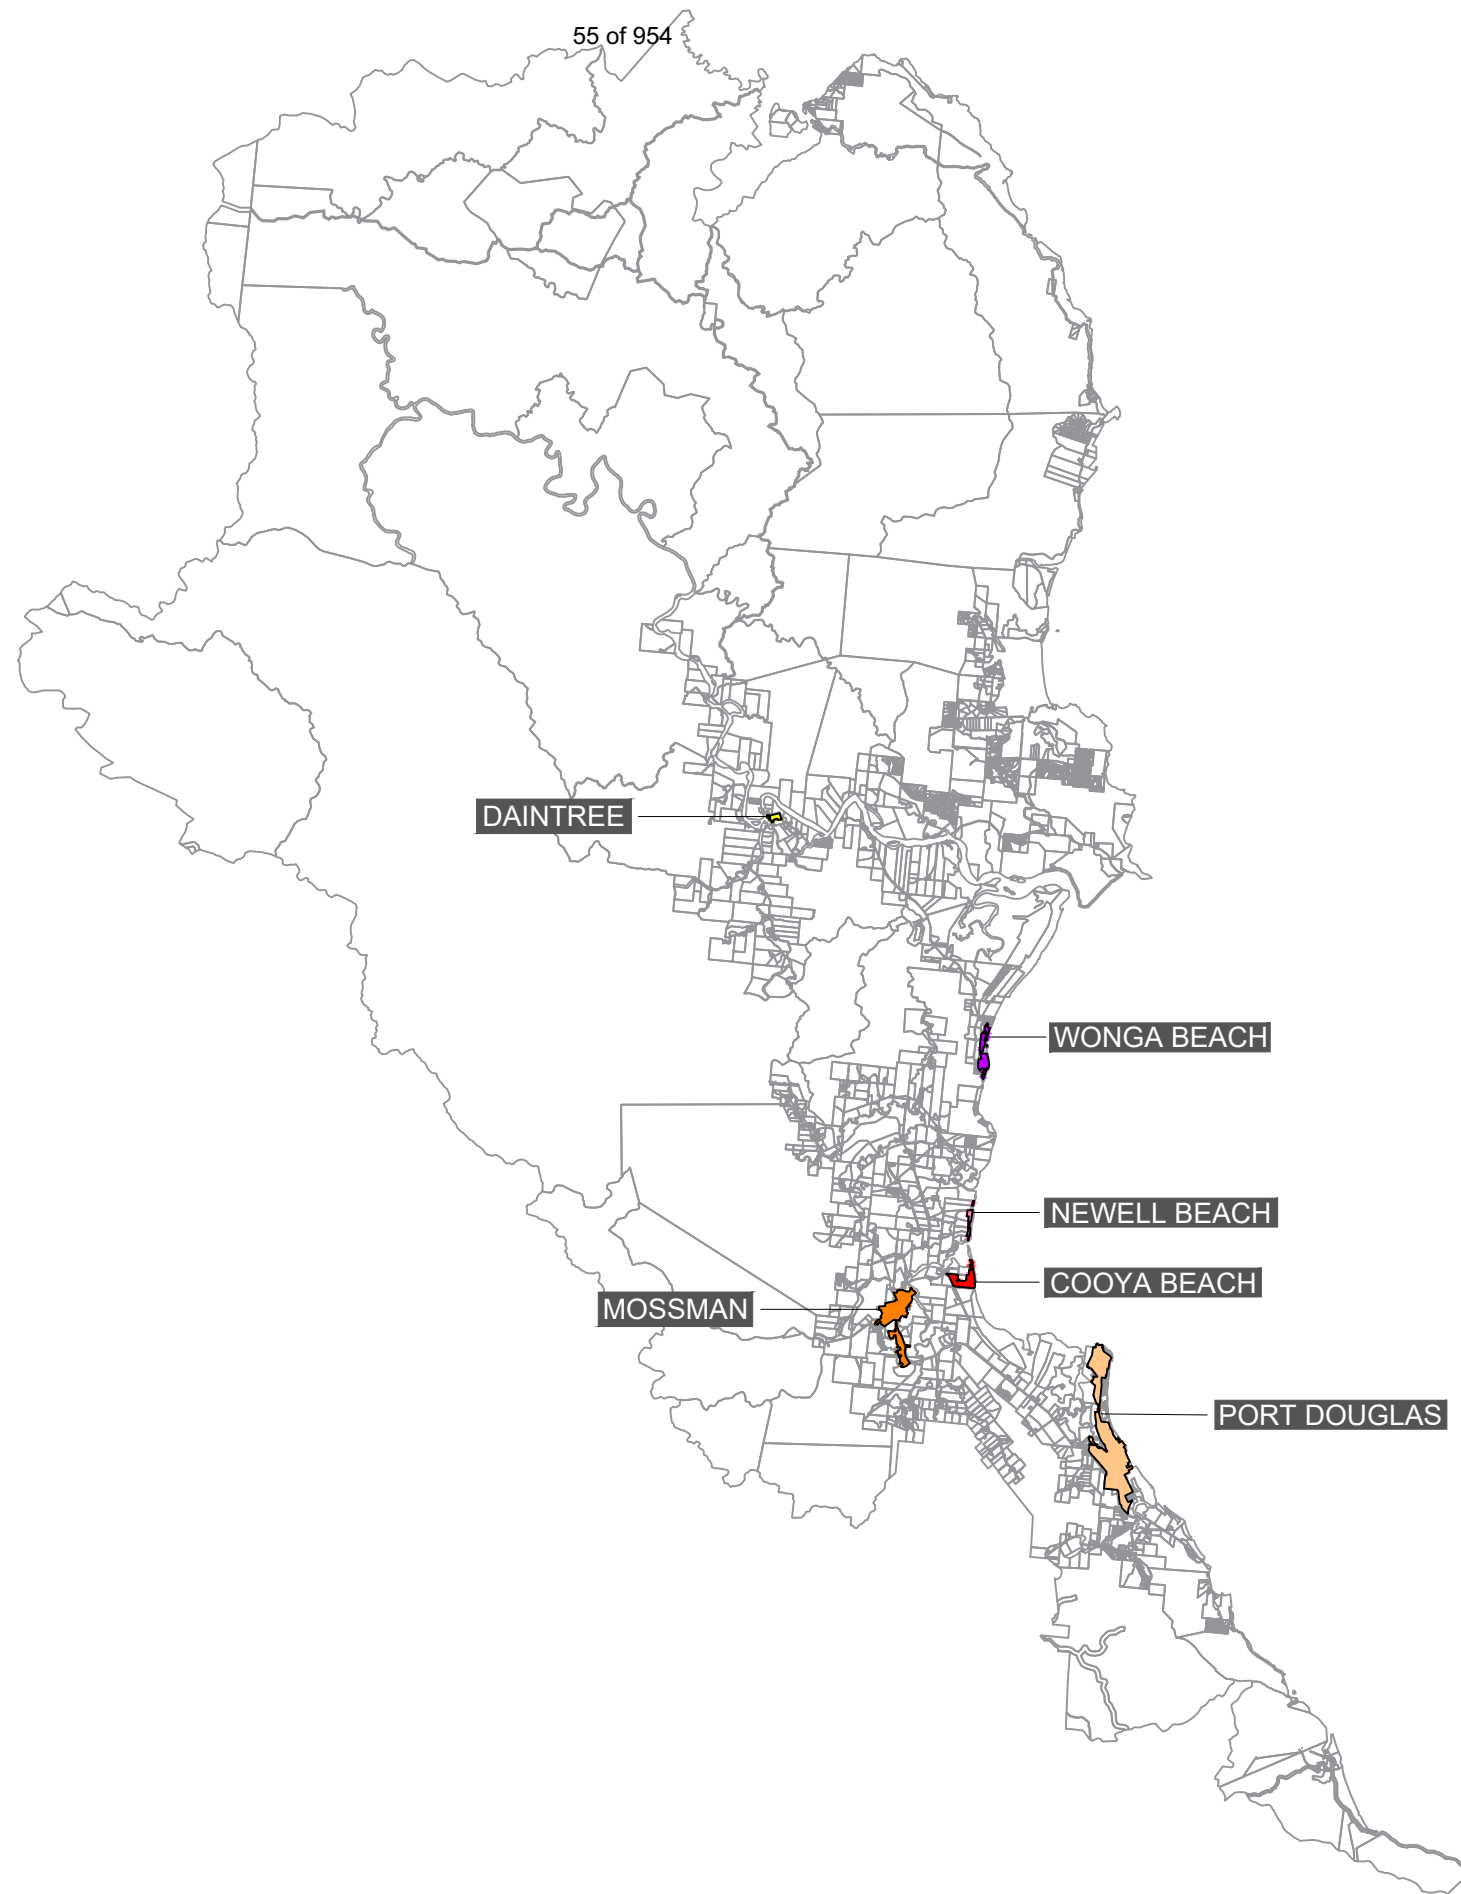 55 of 954
DAINTREE
WONGA BEACH
NEWELL BEACH
COOYA BEACH
MOSSMAN
PORT DOUGLAS